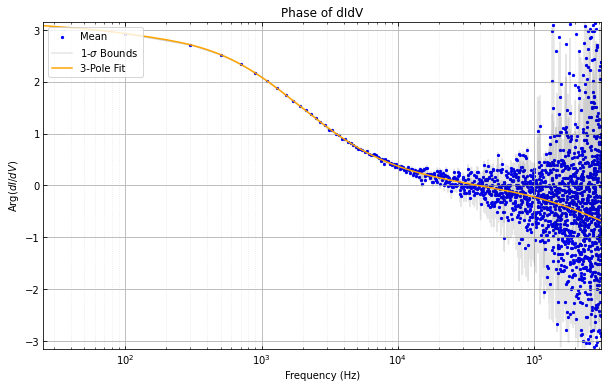 Phase of dIdV
Mean
1-σ Bounds
3-Pole Fit
Arg(dI/dV)
3
2
1
0
−1
−2
−3
10²
10³
10⁴
10⁵
Frequency (Hz)